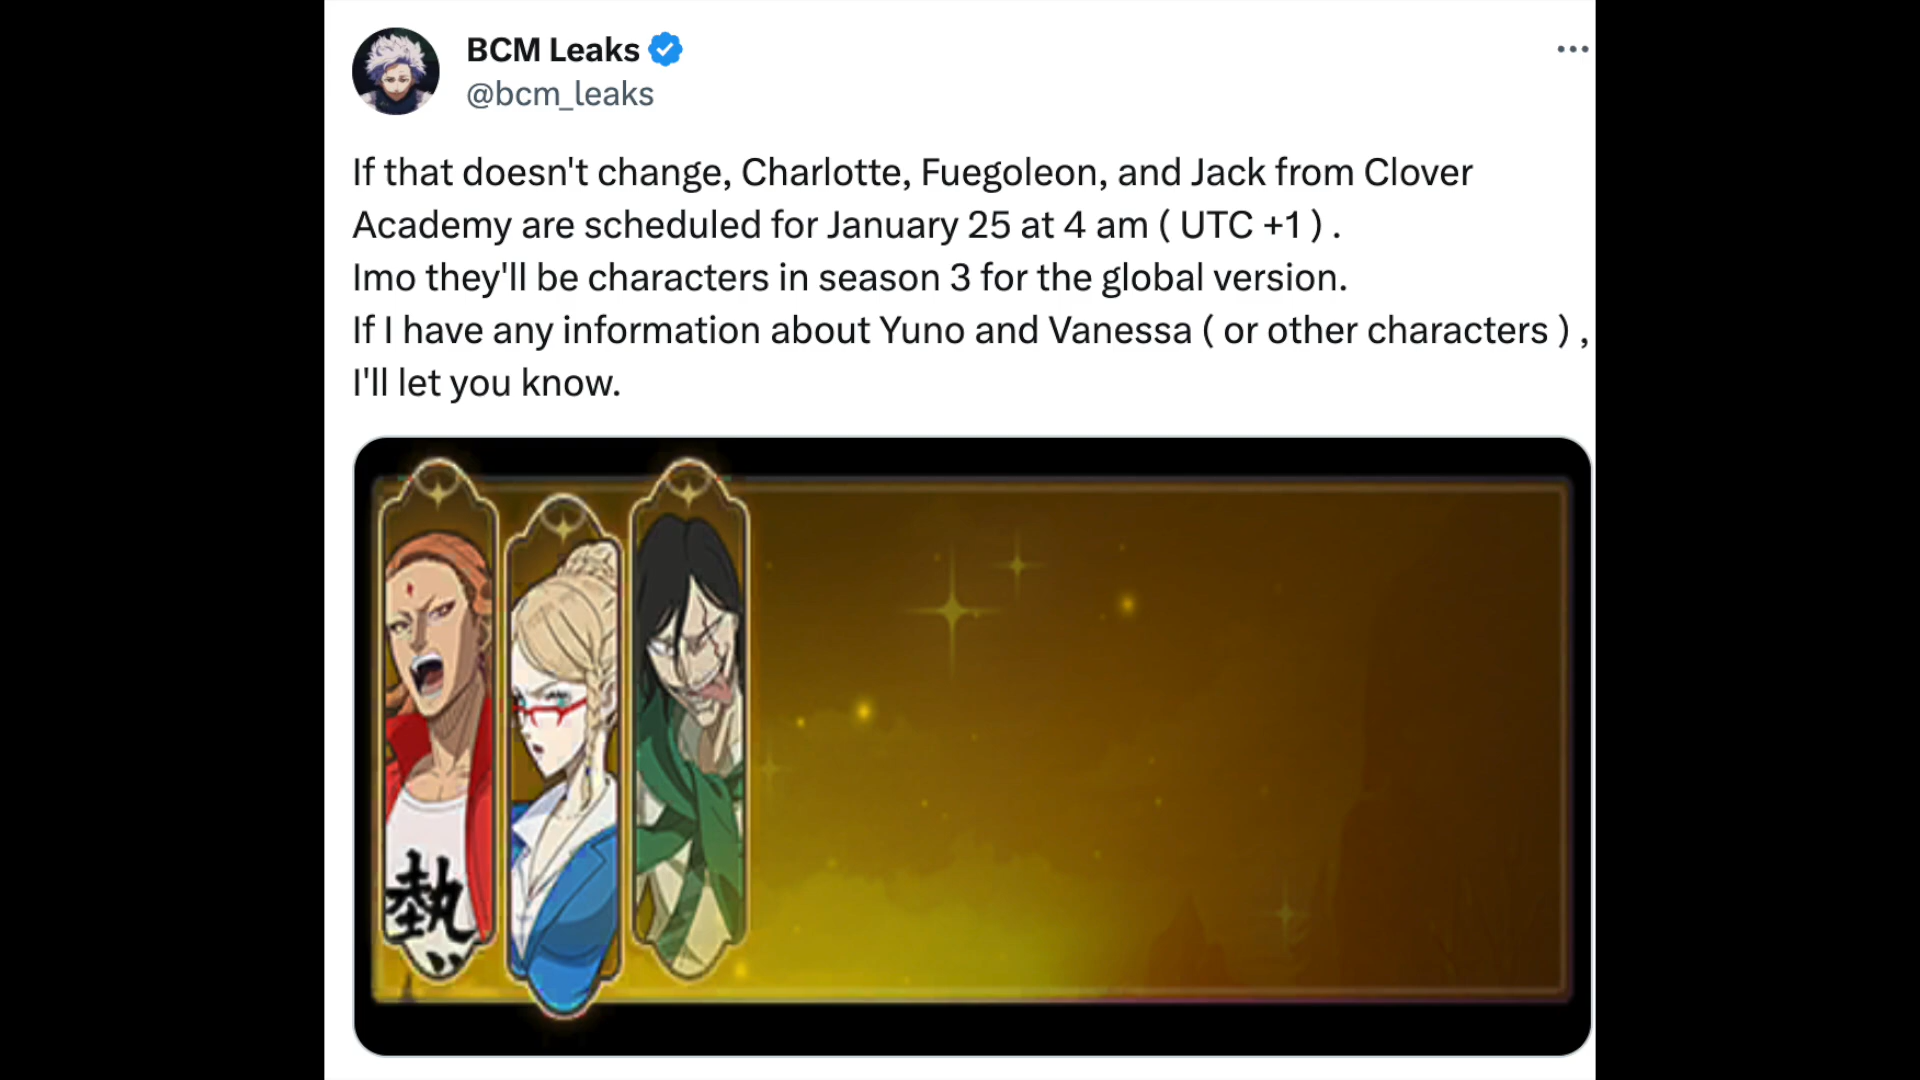 BCM Leaks
@bcm_leaks
If that doesn't change, Charlotte, Fuegoleon, and Jack from Clover
Academy are scheduled for January 25 at 4 am ( UTC +1 ) .
Imo they'll be characters in season 3 for the global version.
If I have any information about Yuno and Vanessa ( or other characters ) ,
I'll let you know.
熱